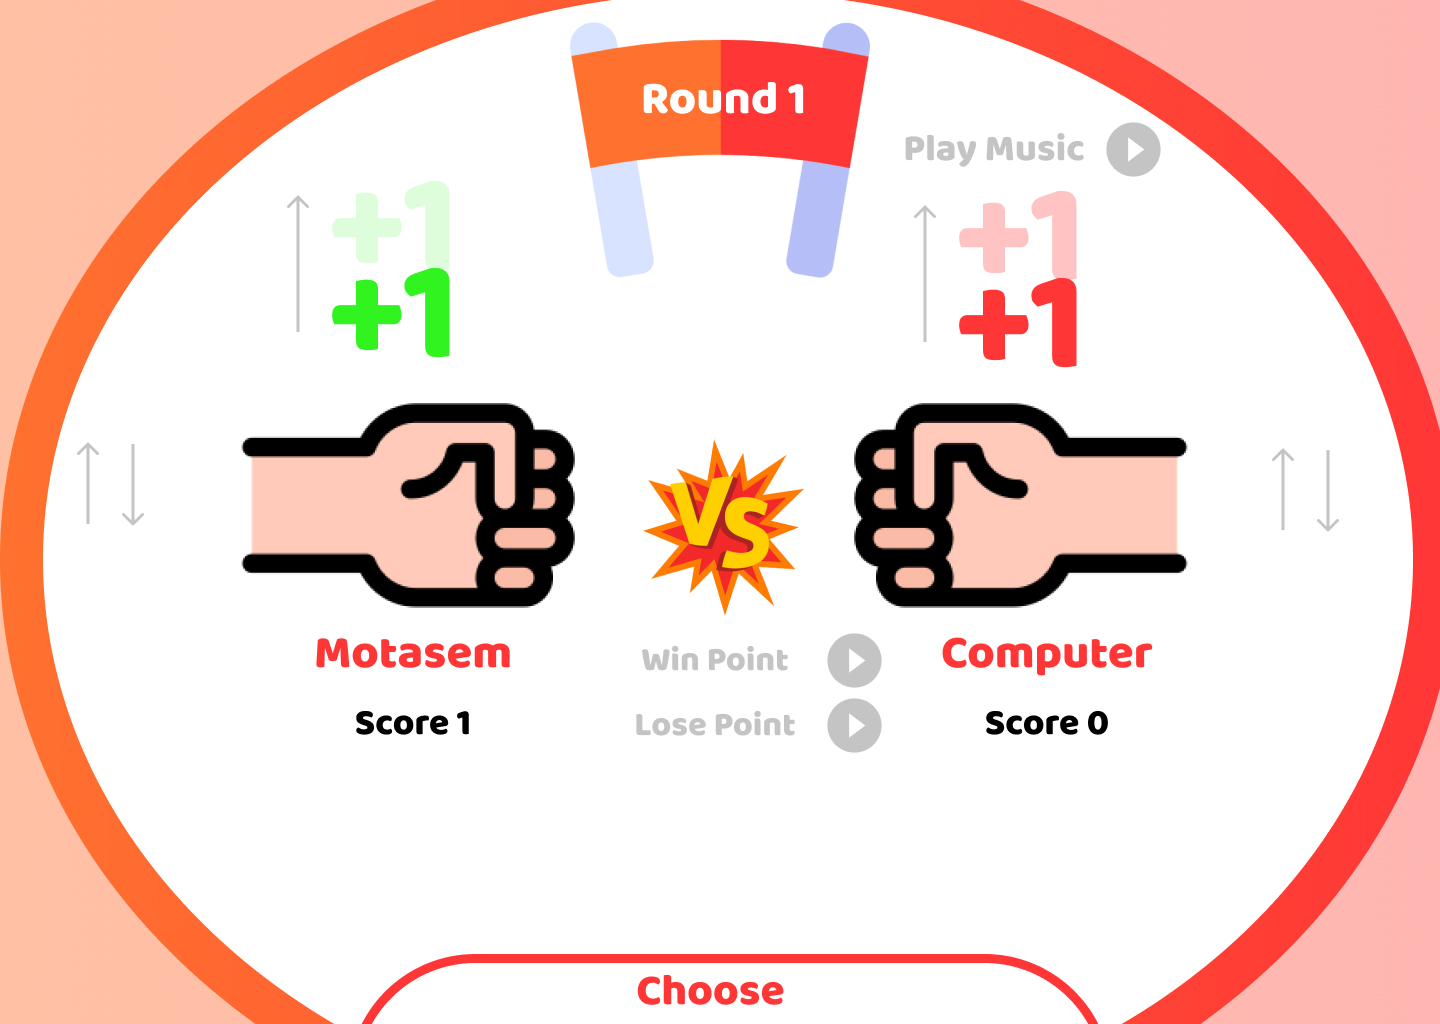 Round 1
Play Music
+1
+1
+1
+1
VS
Motasem
Win Point
Computer
Score 1
Lose Point
Score 0
Choose